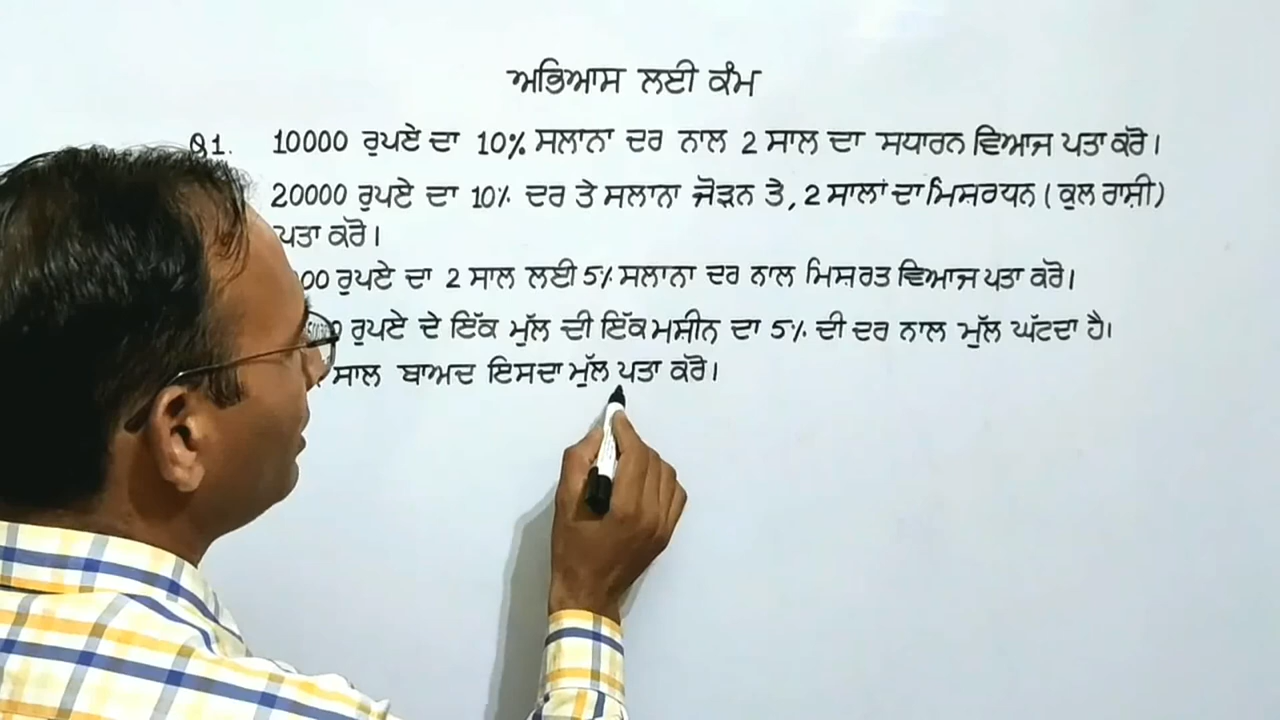 ਅਭਿਆਸ ਲਈ ਕੰਮ
Q1. 10000 ਰੁਪਏ ਦਾ 10% ਸਲਾਨਾ ਦਰ ਨਾਲ 2 ਸਾਲ ਦਾ ਸਧਾਰਨ ਵਿਆਜ ਪਤਾ ਕਰੋ।
20000 ਰੁਪਏ ਦਾ 10% ਦਰ ਤੇ ਸਲਾਨਾ ਜੋੜਨ ਤੇ, 2 ਸਾਲਾਂ ਦਾ ਮਿਸ਼ਰਧਨ (ਕੁਲ ਰਾਸ਼ੀ)
ਪਤਾ ਕਰੋ।
ਰੁਪਏ ਦਾ 2 ਸਾਲ ਲਈ 5% ਸਲਾਨਾ ਦਰ ਨਾਲ ਮਿਸ਼ਰਤ ਵਿਆਜ ਪਤਾ ਕਰੋ।
ਰੁਪਏ ਦੇ ਇੱਕ ਮੁੱਲ ਦੀ ਇੱਕ ਮਸ਼ੀਨ ਦਾ 5% ਦੀ ਦਰ ਨਾਲ ਮੁੱਲ ਘੱਟਦਾ ਹੈ।
ਸਾਲ ਬਾਅਦ ਇਸਦਾ ਮੁੱਲ ਪਤਾ ਕਰੋ।